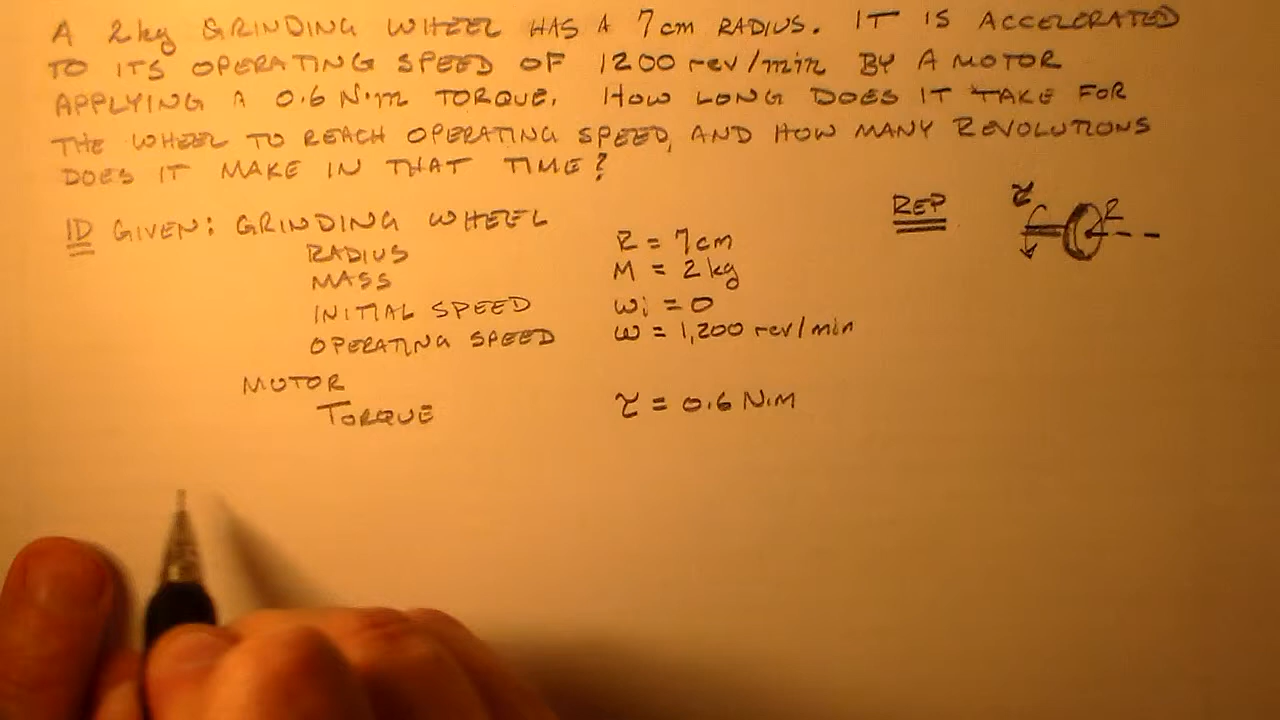 A 2kg GRINDING WHEEL HAS A 7cm RADIUS. IT IS ACCELERATED
TO ITS OPERATING SPEED OF 1200 rev/min BY A MOTOR
APPLYING A 0.6 N·m TORQUE. HOW LONG DOES IT TAKE FOR
THE WHEEL TO REACH OPERATING SPEED, AND HOW MANY REVOLUTIONS
DOES IT MAKE IN THAT TIME?
ID GIVEN: GRINDING WHEEL
RADIUS R = 7cm
MASS M = 2kg
INITIAL SPEED ωi = 0
OPERATING SPEED ω = 1,200 rev/min
MOTOR
TORQUE τ = 0.6 N·M
REP
τ
R